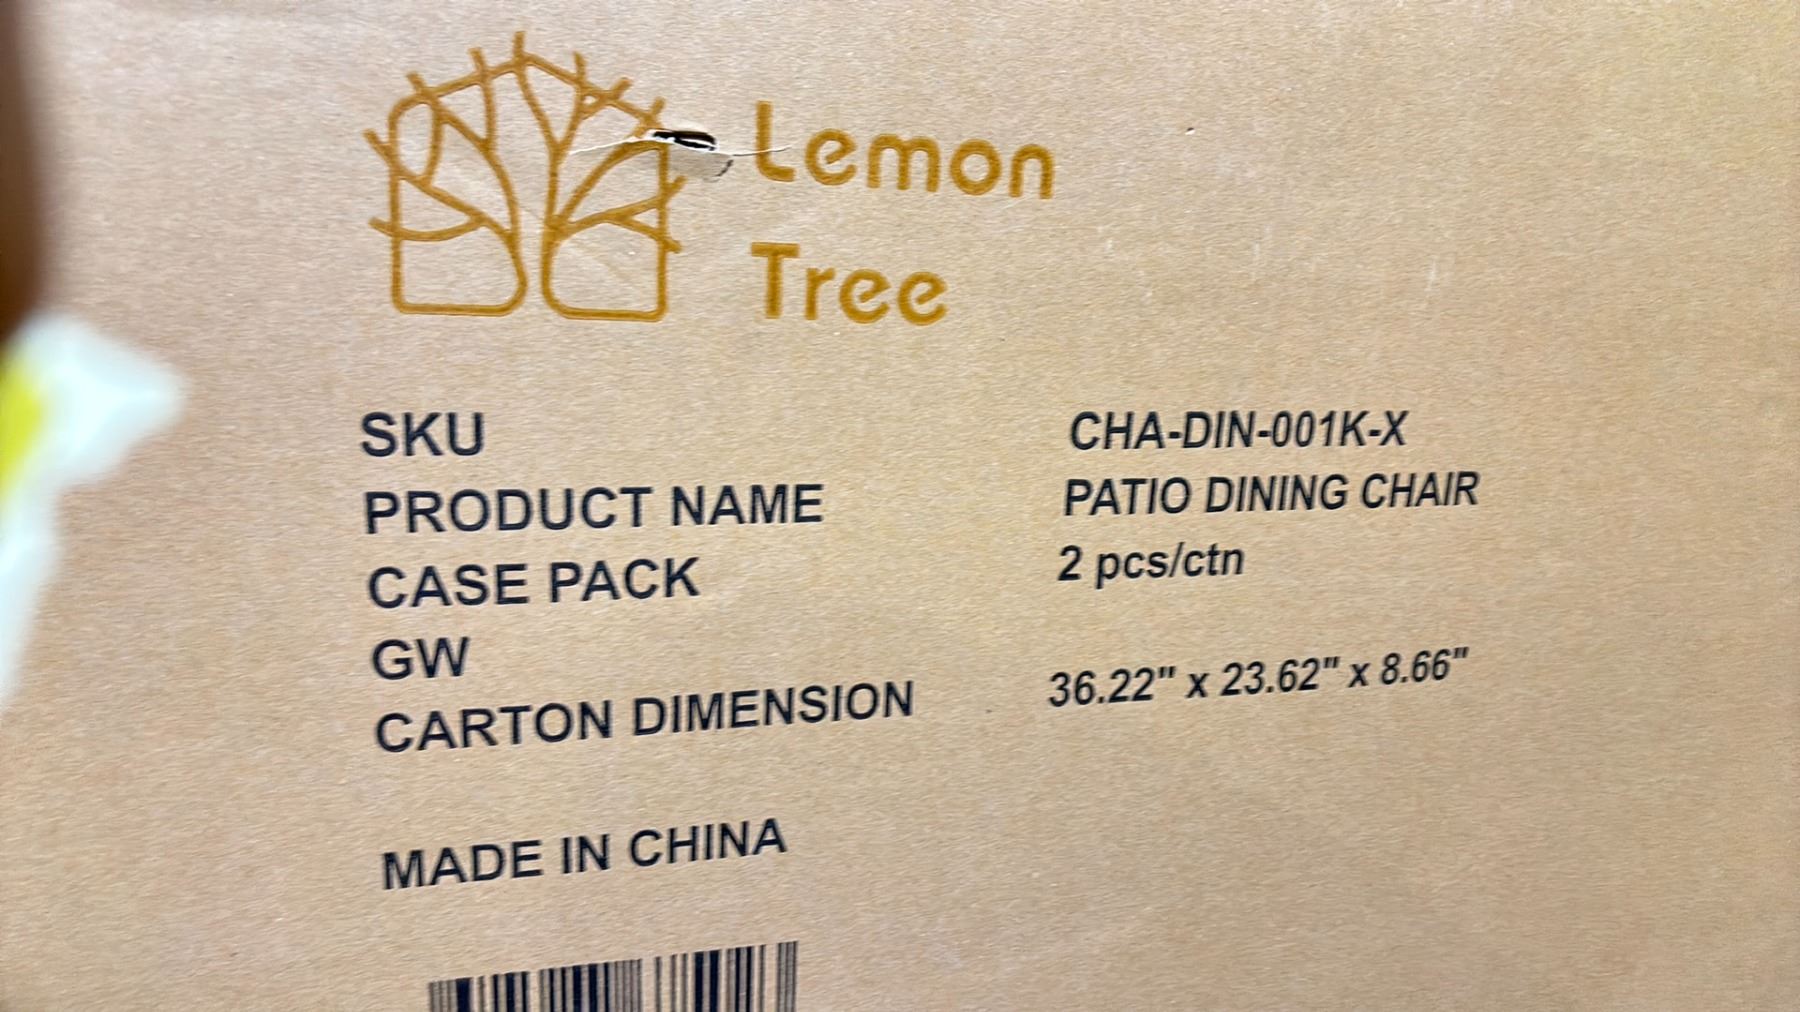 Lemon
Tree
SKU CHA-DIN-001K-X
PRODUCT NAME PATIO DINING CHAIR
CASE PACK 2 pcs/ctn
GW
CARTON DIMENSION 36.22" x 23.62" x 8.66"
MADE IN CHINA